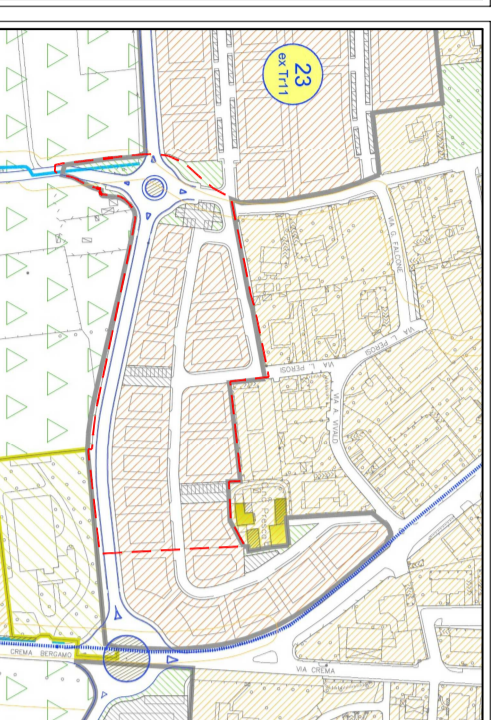 23
ex Tr11
VIA G. FALCONE
VIA L. PEROSI
VIA L. PEROSI
VIA A. VIVALDI
CREMA BERGAMO
VIA CREMA